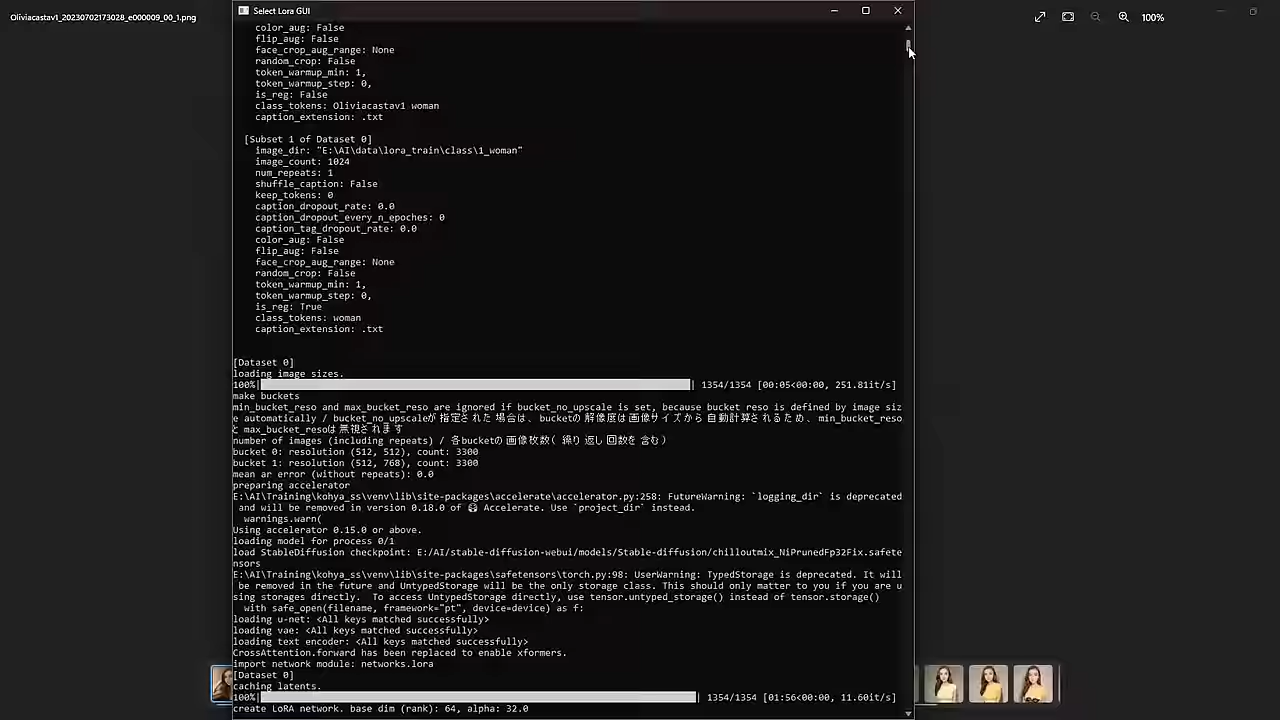 Oliviacastav1_20230702173028_e000009_00_1.png
Select Lora GUI
100%
color_aug: False
flip_aug: False
face_crop_aug_range: None
random_crop: False
token_warmup_min: 1,
token_warmup_step: 0,
is_reg: False
class_tokens: Oliviacastav1 woman
caption_extension: .txt
[Subset 1 of Dataset 0]
image_dir: "E:\AI\data\lora_train\class\1_woman"
image_count: 1024
num_repeats: 1
shuffle_caption: False
keep_tokens: 0
caption_dropout_rate: 0.0
caption_dropout_every_n_epoches: 0
caption_tag_dropout_rate: 0.0
color_aug: False
flip_aug: False
face_crop_aug_range: None
random_crop: False
token_warmup_min: 1,
token_warmup_step: 0,
is_reg: True
class_tokens: woman
caption_extension: .txt
[Dataset 0]
loading image sizes.
100%| | 1354/1354 [00:05<00:00, 251.81it/s]
make buckets
min_bucket_reso and max_bucket_reso are ignored if bucket_no_upscale is set, because bucket reso is defined by image siz
e automatically / bucket_no_upscaleが指定された場合は、bucketの解像度は画像サイズから自動計算されるため、min_bucket_reso
とmax_bucket_resoは無視されます
number of images (including repeats) / 各bucketの画像枚数(繰り返し回数を含む)
bucket 0: resolution (512, 512), count: 3300
bucket 1: resolution (512, 768), count: 3300
mean ar error (without repeats): 0.0
preparing accelerator
E:\AI\Training\kohya_ss\venv\lib\site-packages\accelerate\accelerator.py:258: FutureWarning: `logging_dir` is deprecated
and will be removed in version 0.18.0 of 🤗 Accelerate. Use `project_dir` instead.
warnings.warn(
Using accelerator 0.15.0 or above.
loading model for process 0/1
load StableDiffusion checkpoint: E:/AI/stable-diffusion-webui/models/Stable-diffusion/chilloutmix_NiPrunedFp32Fix.safete
nsors
E:\AI\Training\kohya_ss\venv\lib\site-packages\safetensors\torch.py:98: UserWarning: TypedStorage is deprecated. It will
be removed in the future and UntypedStorage will be the only storage class. This should only matter to you if you are u
sing storages directly.  To access UntypedStorage directly, use tensor.untyped_storage() instead of tensor.storage()
with safe_open(filename, framework="pt", device=device) as f:
loading u-net: <All keys matched successfully>
loading vae: <All keys matched successfully>
loading text encoder: <All keys matched successfully>
CrossAttention.forward has been replaced to enable xformers.
import network module: networks.lora
[Dataset 0]
caching latents.
100%| | 1354/1354 [01:56<00:00, 11.60it/s]
create LoRA network. base dim (rank): 64, alpha: 32.0